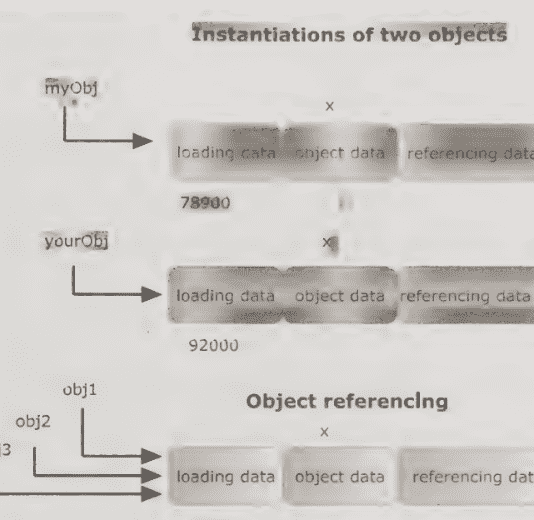 Instantiations of two objects
myObj
x
loading data object data referencing data
78900
yourObj
x
loading data object data referencing data
92000
Object referencing
obj1
x
obj2
j3
loading data object data referencing dat